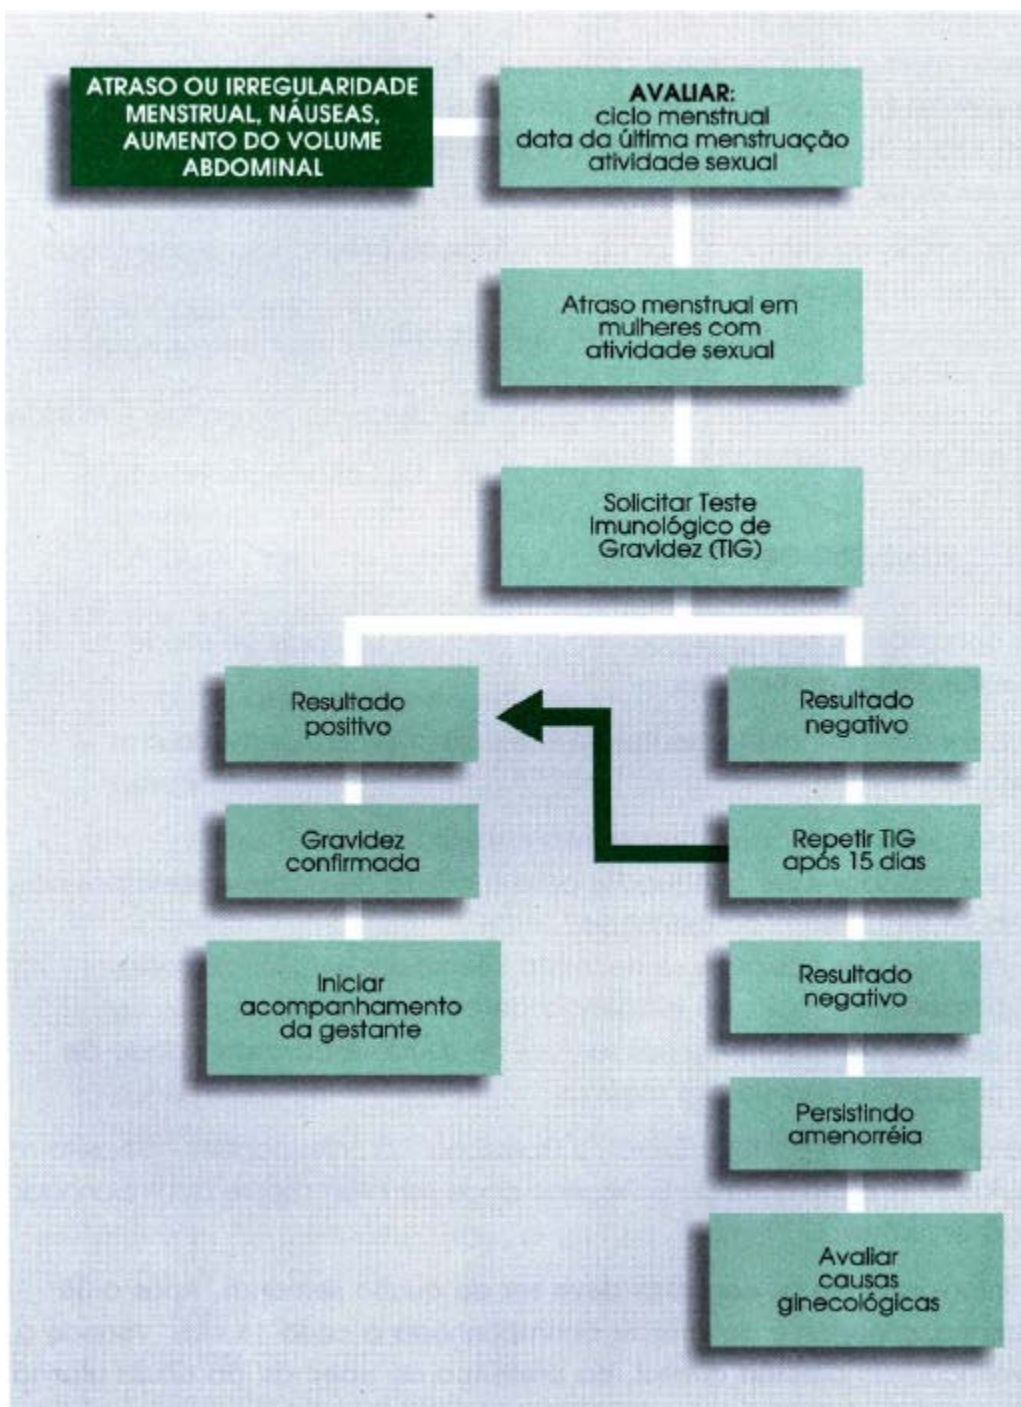 ATRASO OU IRREGULARIDADE
MENSTRUAL, NÁUSEAS,
AUMENTO DO VOLUME
ABDOMINAL
AVALIAR:
ciclo menstrual
data da última menstruação
atividade sexual
Atraso menstrual em
mulheres com
atividade sexual
Solicitar Teste
Imunológico de
Gravidez (TIG)
Resultado
positivo
Resultado
negativo
Gravidez
confirmada
Repetir TIG
após 15 dias
Iniciar
acompanhamento
da gestante
Resultado
negativo
Persistindo
amenorréia
Avaliar
causas
ginecológicas